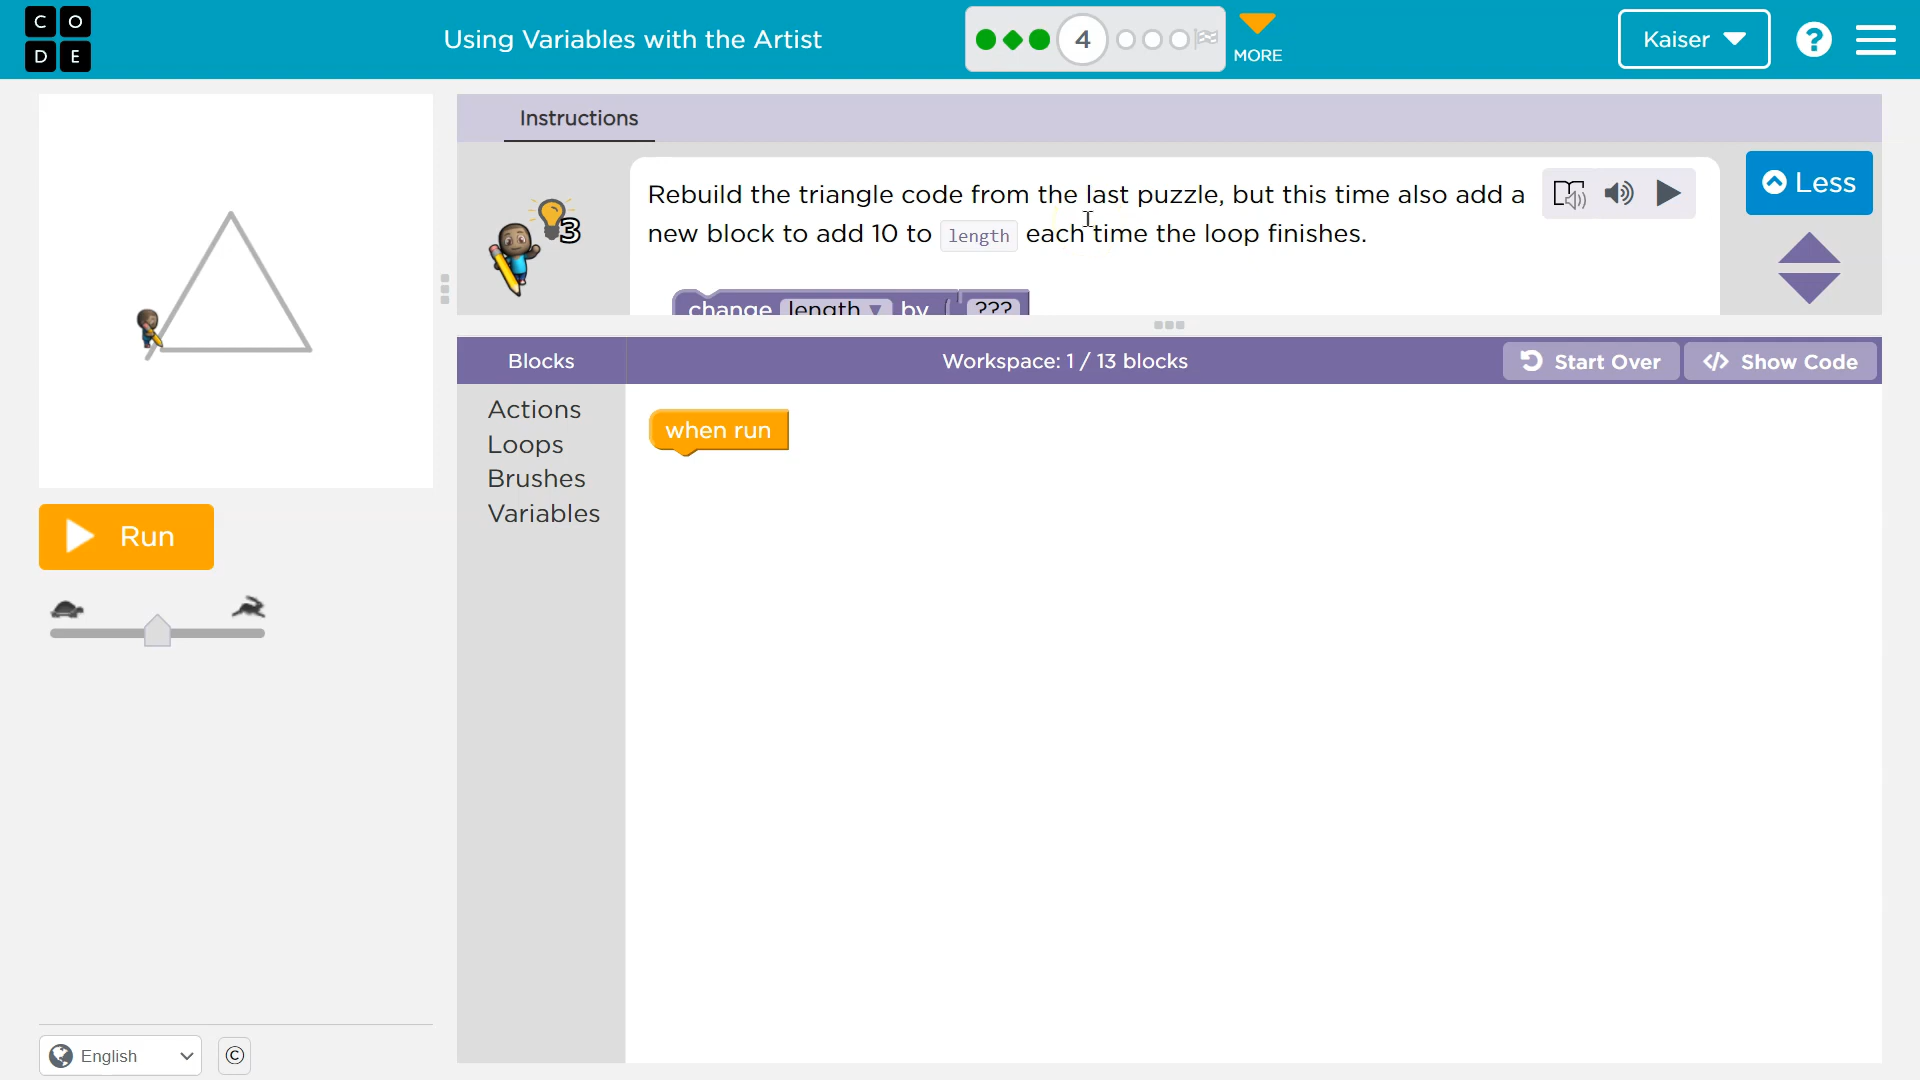 C O
D E
Using Variables with the Artist
4
MORE
Kaiser
?
Instructions
Rebuild the triangle code from the last puzzle, but this time also add a
new block to add 10 to length each time the loop finishes.
3
Less
change length by ???
Blocks
Workspace: 1 / 13 blocks
Start Over
</> Show Code
Actions
Loops
Brushes
Variables
when run
Run
English
©